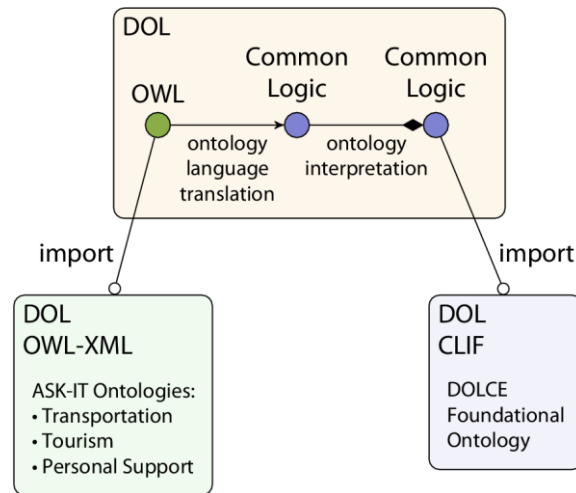 DOL
Common
Logic
Common
Logic
OWL
ontology
language
translation
ontology
interpretation
import
import
DOL
OWL-XML
ASK-IT Ontologies:
• Transportation
• Tourism
• Personal Support
DOL
CLIF
DOLCE
Foundational
Ontology